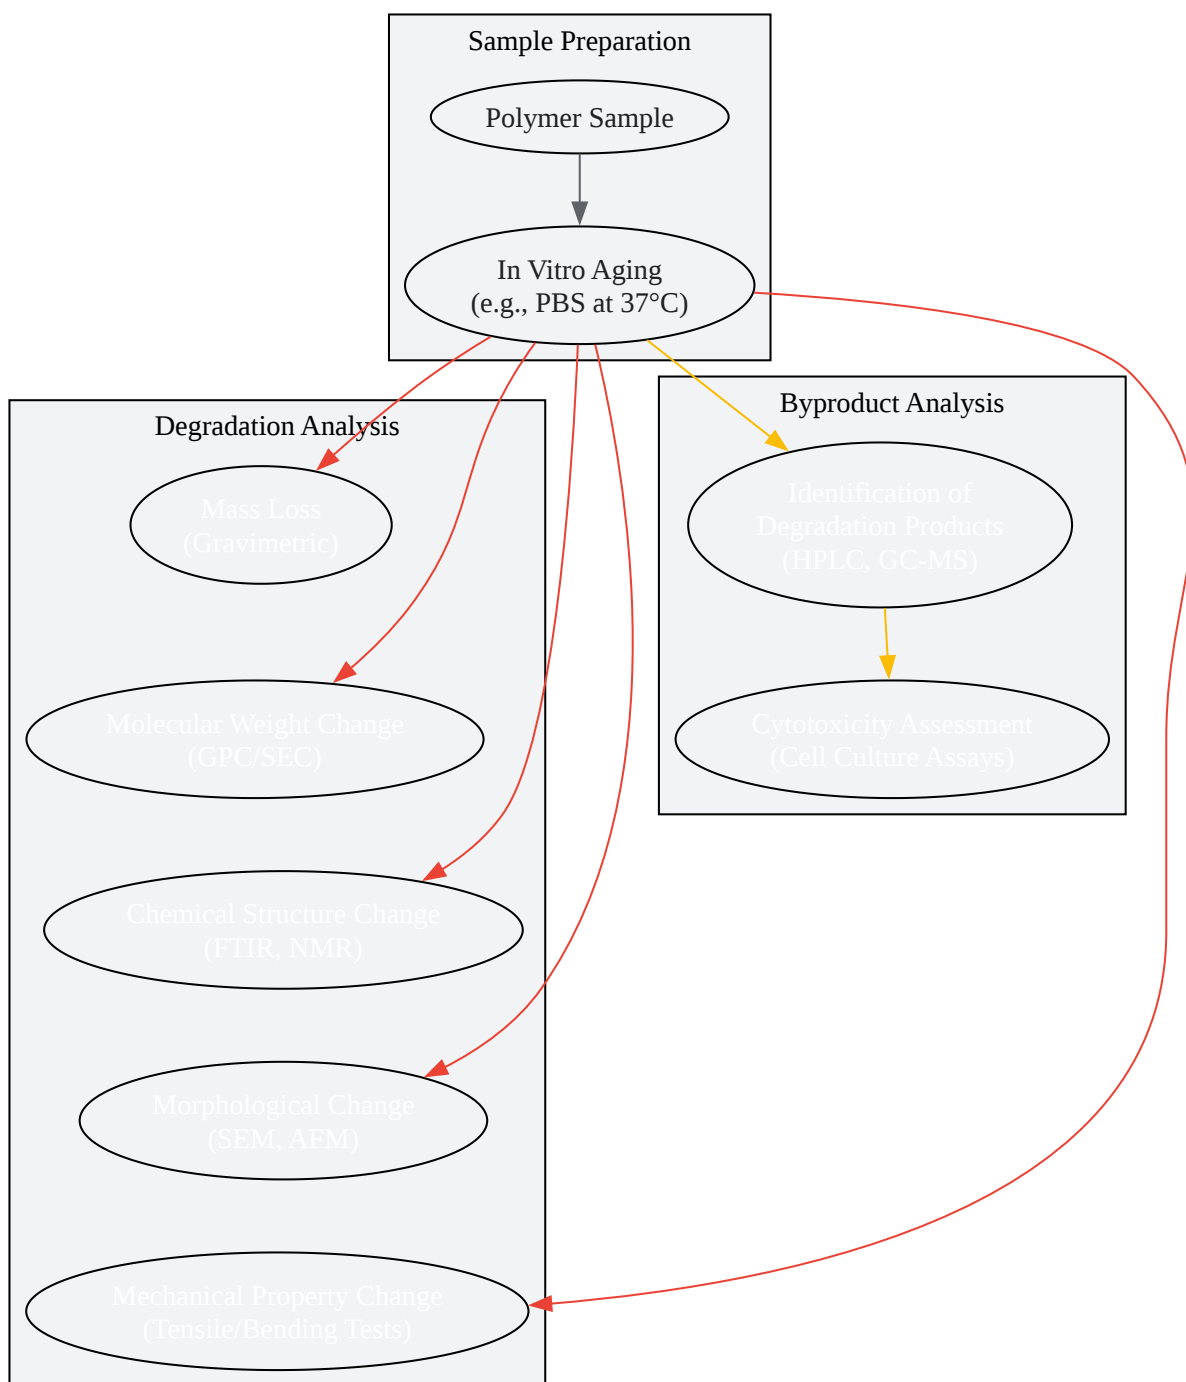 Sample Preparation
Polymer Sample
In Vitro Aging
(e.g., PBS at 37°C)
Degradation Analysis
Mass Loss
(Gravimetric)
Molecular Weight Change
(GPC/SEC)
Chemical Structure Change
(FTIR, NMR)
Morphological Change
(SEM, AFM)
Mechanical Property Change
(Tensile/Bending Tests)
Byproduct Analysis
Identification of
Degradation Products
(HPLC, GC-MS)
Cytotoxicity Assessment
(Cell Culture Assays)